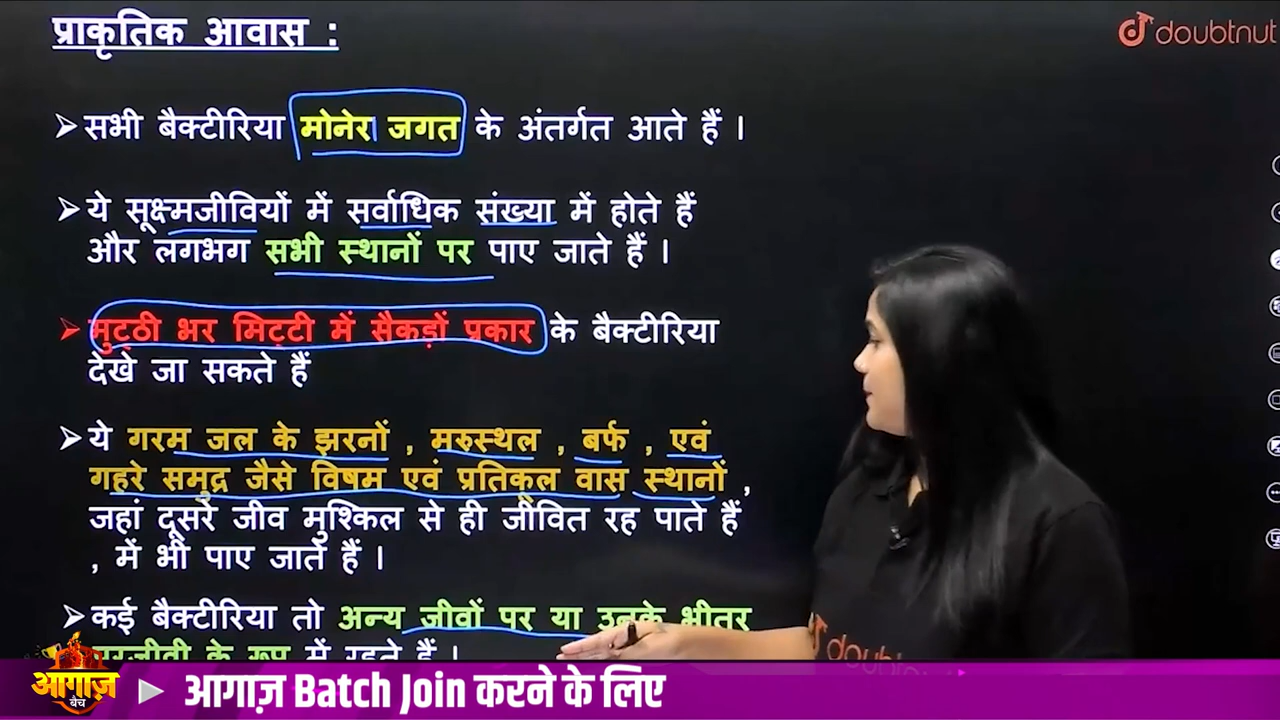 प्राकृतिक आवास :
doubtnut
➢सभी बैक्टीरिया मोनेरा जगत के अंतर्गत आते हैं ।
➢ये सूक्ष्मजीवियों में सर्वाधिक संख्या में होते हैं
और लगभग सभी स्थानों पर पाए जाते हैं ।
➢मुट्ठी भर मिट्टी में सैकड़ों प्रकार के बैक्टीरिया
देखे जा सकते हैं
➢ये गरम जल के झरनों , मरुस्थल , बर्फ , एवं
गहरे समुद्र जैसे विषम एवं प्रतिकूल वास स्थानों ,
जहां दूसरे जीव मुश्किल से ही जीवित रह पाते हैं
, में भी पाए जाते हैं ।
➢कई बैक्टीरिया तो अन्य जीवों पर या उनके भीतर
के रूप में रहते हैं ।
doubtnut
आगाज़
बैच
आगाज़ Batch Join करने के लिए